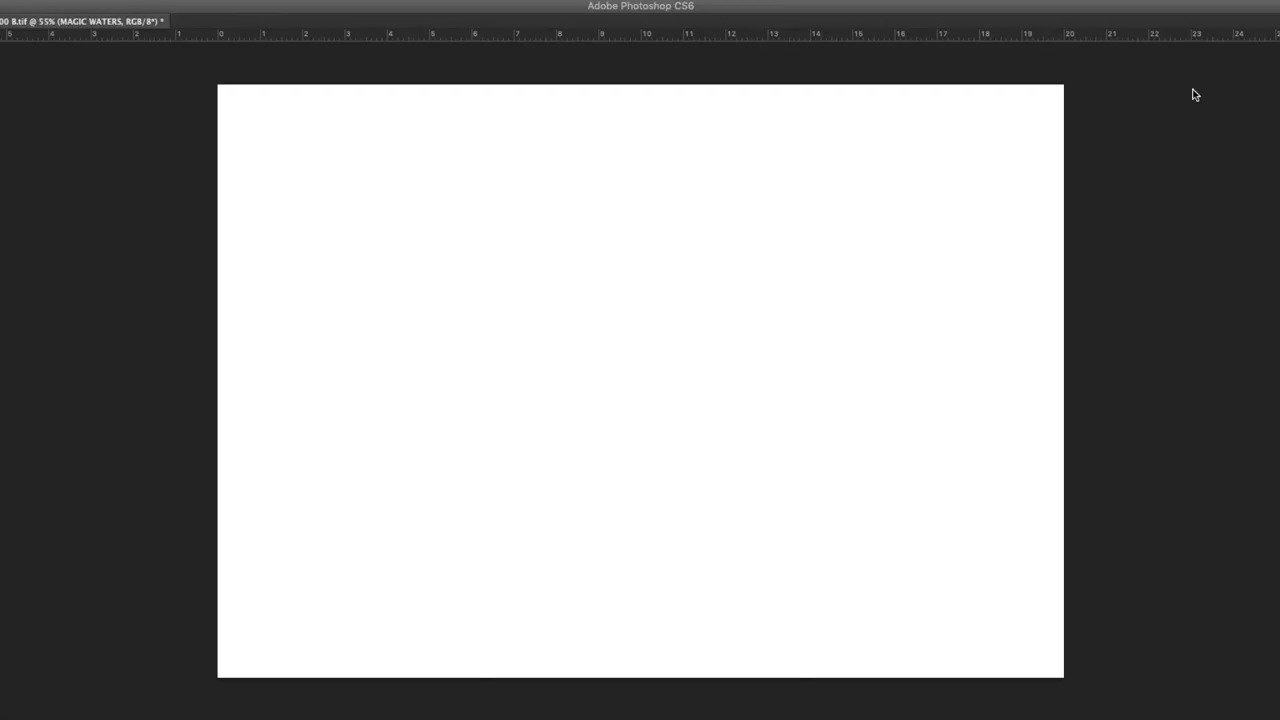 Adobe Photoshop CS6
00 8.tif @ 55% (MAGIC WATERS, RGB/8*) *
5 4 3 2 1 0 1 2 3 4 5 6 7 8 9 10 11 12 13 14 15 16 17 18 19 20 21 22 23 24